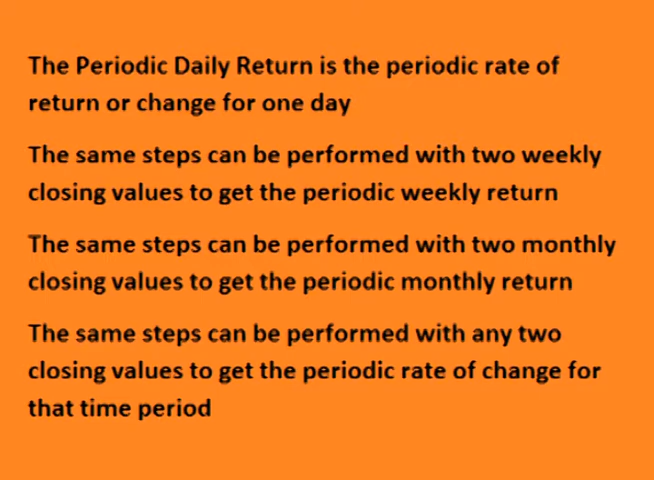 The Periodic Daily Return is the periodic rate of
return or change for one day
The same steps can be performed with two weekly
closing values to get the periodic weekly return
The same steps can be performed with two monthly
closing values to get the periodic monthly return
The same steps can be performed with any two
closing values to get the periodic rate of change for
that time period